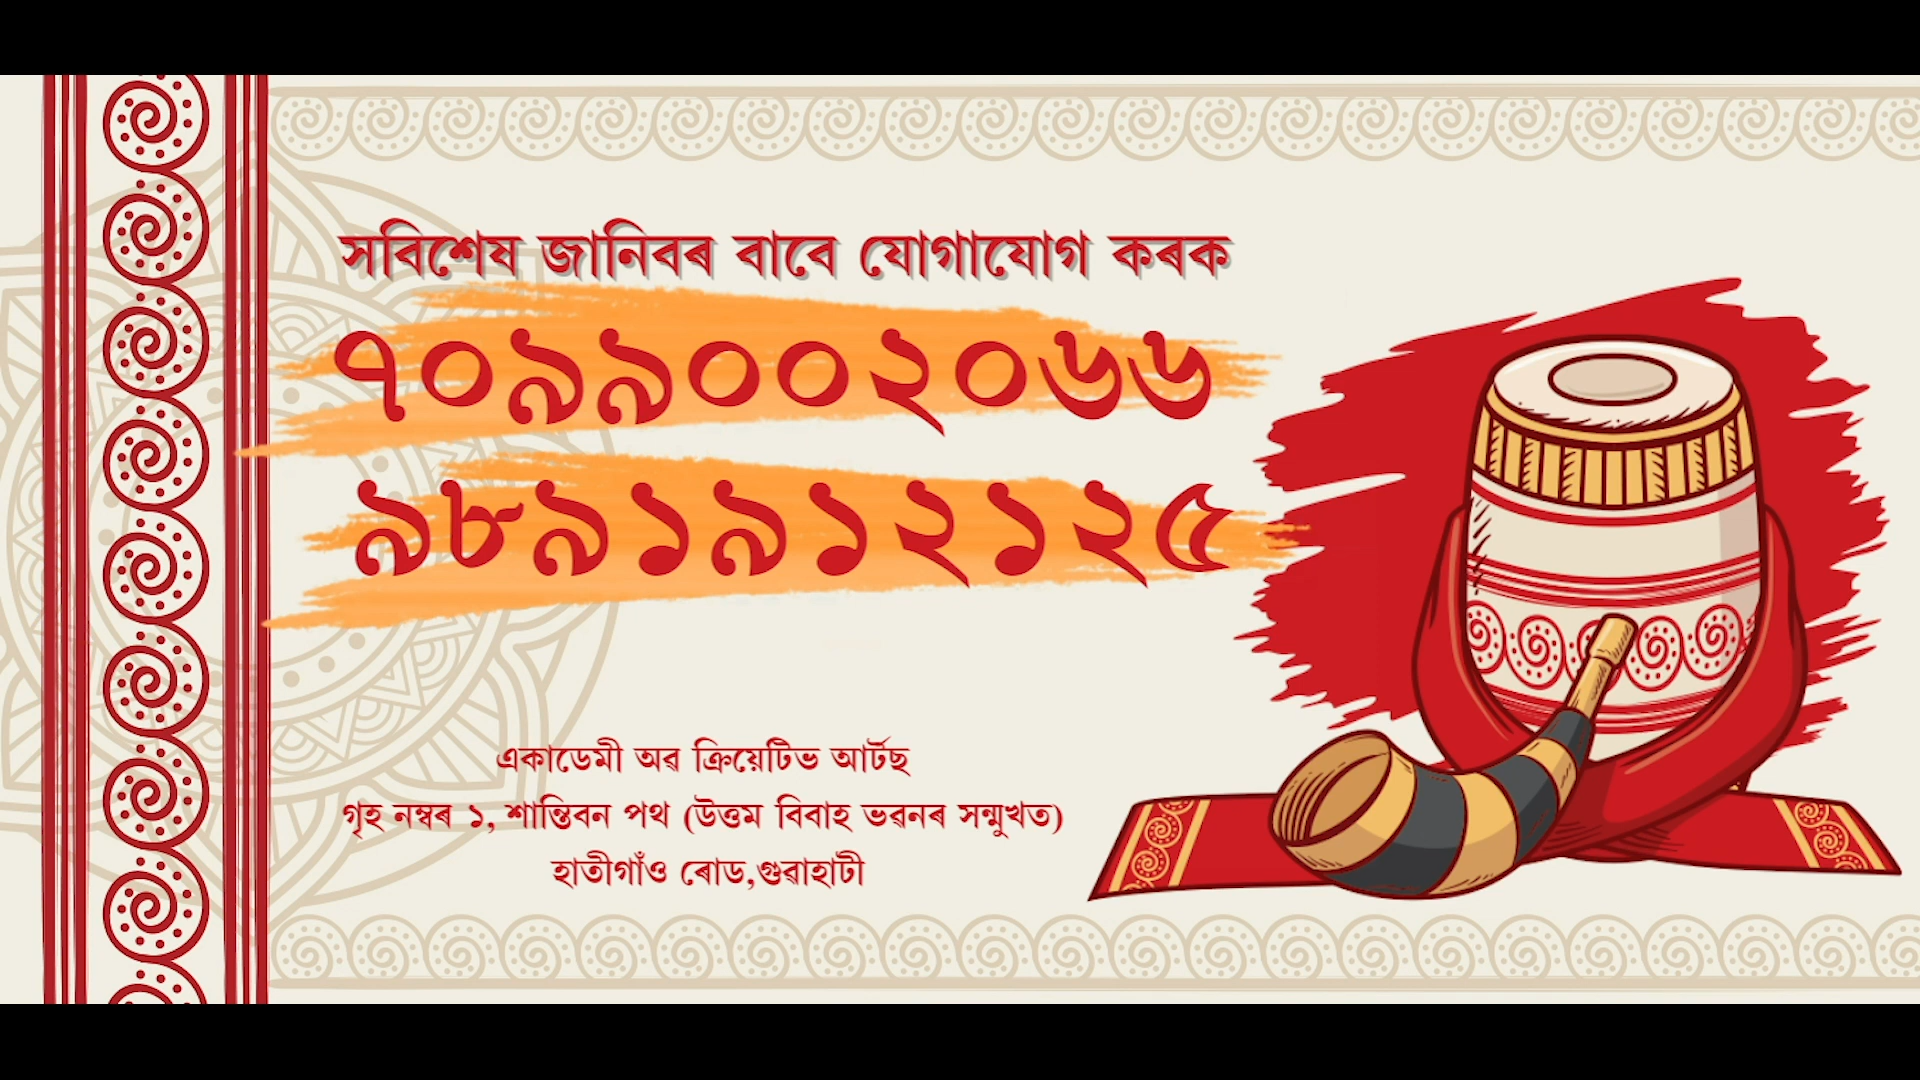 সবিশেষ জানিবৰ বাবে যোগাযোগ কৰক
৭০৯৯০০২০৬৬
৯৮৯১৯১২১২৫
একাডেমী অৱ ক্ৰিয়েটিভ আৰ্টছ
গৃহ নম্বৰ ১, শান্তিবন পথ (উত্তম বিবাহ ভৱনৰ সন্মুখত)
হাতীগাঁও ৰোড,গুৱাহাটী